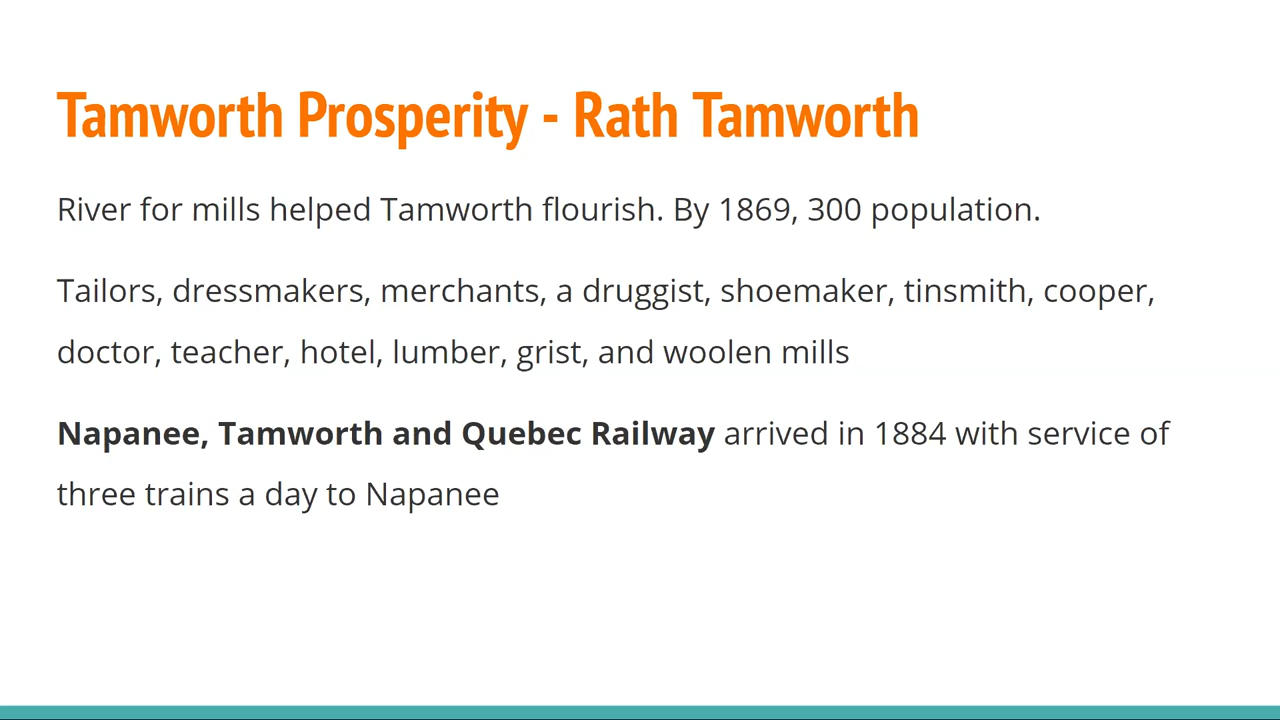 Tamworth Prosperity - Rath Tamworth
River for mills helped Tamworth flourish. By 1869, 300 population.
Tailors, dressmakers, merchants, a druggist, shoemaker, tinsmith, cooper,
doctor, teacher, hotel, lumber, grist, and woolen mills
Napanee, Tamworth and Quebec Railway arrived in 1884 with service of
three trains a day to Napanee